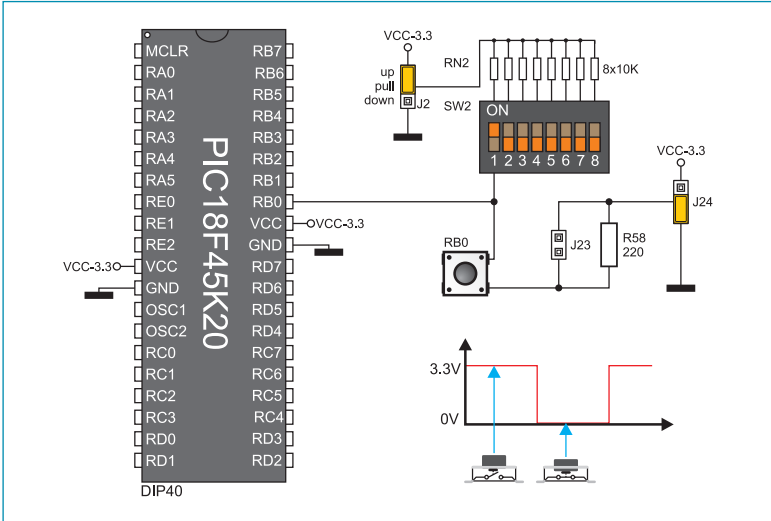 MCLR
RA0
RA1
RA2
RA3
RA4
RA5
RE0
RE1
RE2
VCC
GND
OSC1
OSC2
RC0
RC1
RC2
RC3
RD0
RD1
PIC18F45K20
RB7
RB6
RB5
RB4
RB3
RB2
RB1
RB0
VCC
GND
RD7
RD6
RD5
RD4
RC7
RC6
RC5
RC4
RD3
RD2
DIP40
VCC-3.3
VCC-3.3
VCC-3.3
up
pull
down
J2
RN2
8x10K
SW2
ON
1 2 3 4 5 6 7 8
VCC-3.3
J24
J23
R58
220
RB0
3.3V
0V